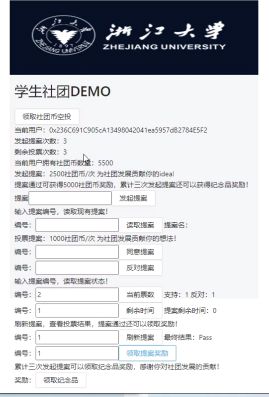 浙江大学
ZHEJIANG UNIVERSITY
学生社团DEMO
领取社团币空投
当前用户：0x236C691C905cA1349804204​1ea5957dB2784E5F2
发起提案次数：3
剩余投票次数：3
当前用户拥有社团币数量：5500
发起提案：2500社团币/次 为社团发展贡献你的ideal
提案通过可获得5000社团币奖励，累计三次发起提案还可以获得纪念品奖励！
提案 发起提案
输入提案编号，读取现有提案！
编号： 读取提案 提案名：
投票提案：1000社团币/次 为社团发展贡献你的想法！
编号： 同意提案
编号： 反对提案
输入提案编号，读取提案状态！
编号：2 当前票数 支持：1 反对：1
编号：1 剩余时间 提案剩余时间：0
刷新提案，查看投票结果，提案通过还可以领取奖励！
编号：1 刷新提案 最终结果：Pass
编号：1 领取提案奖励
累计三次发起提案可以领取纪念品奖励，感谢你对社团发展的贡献！
奖励： 领取纪念品